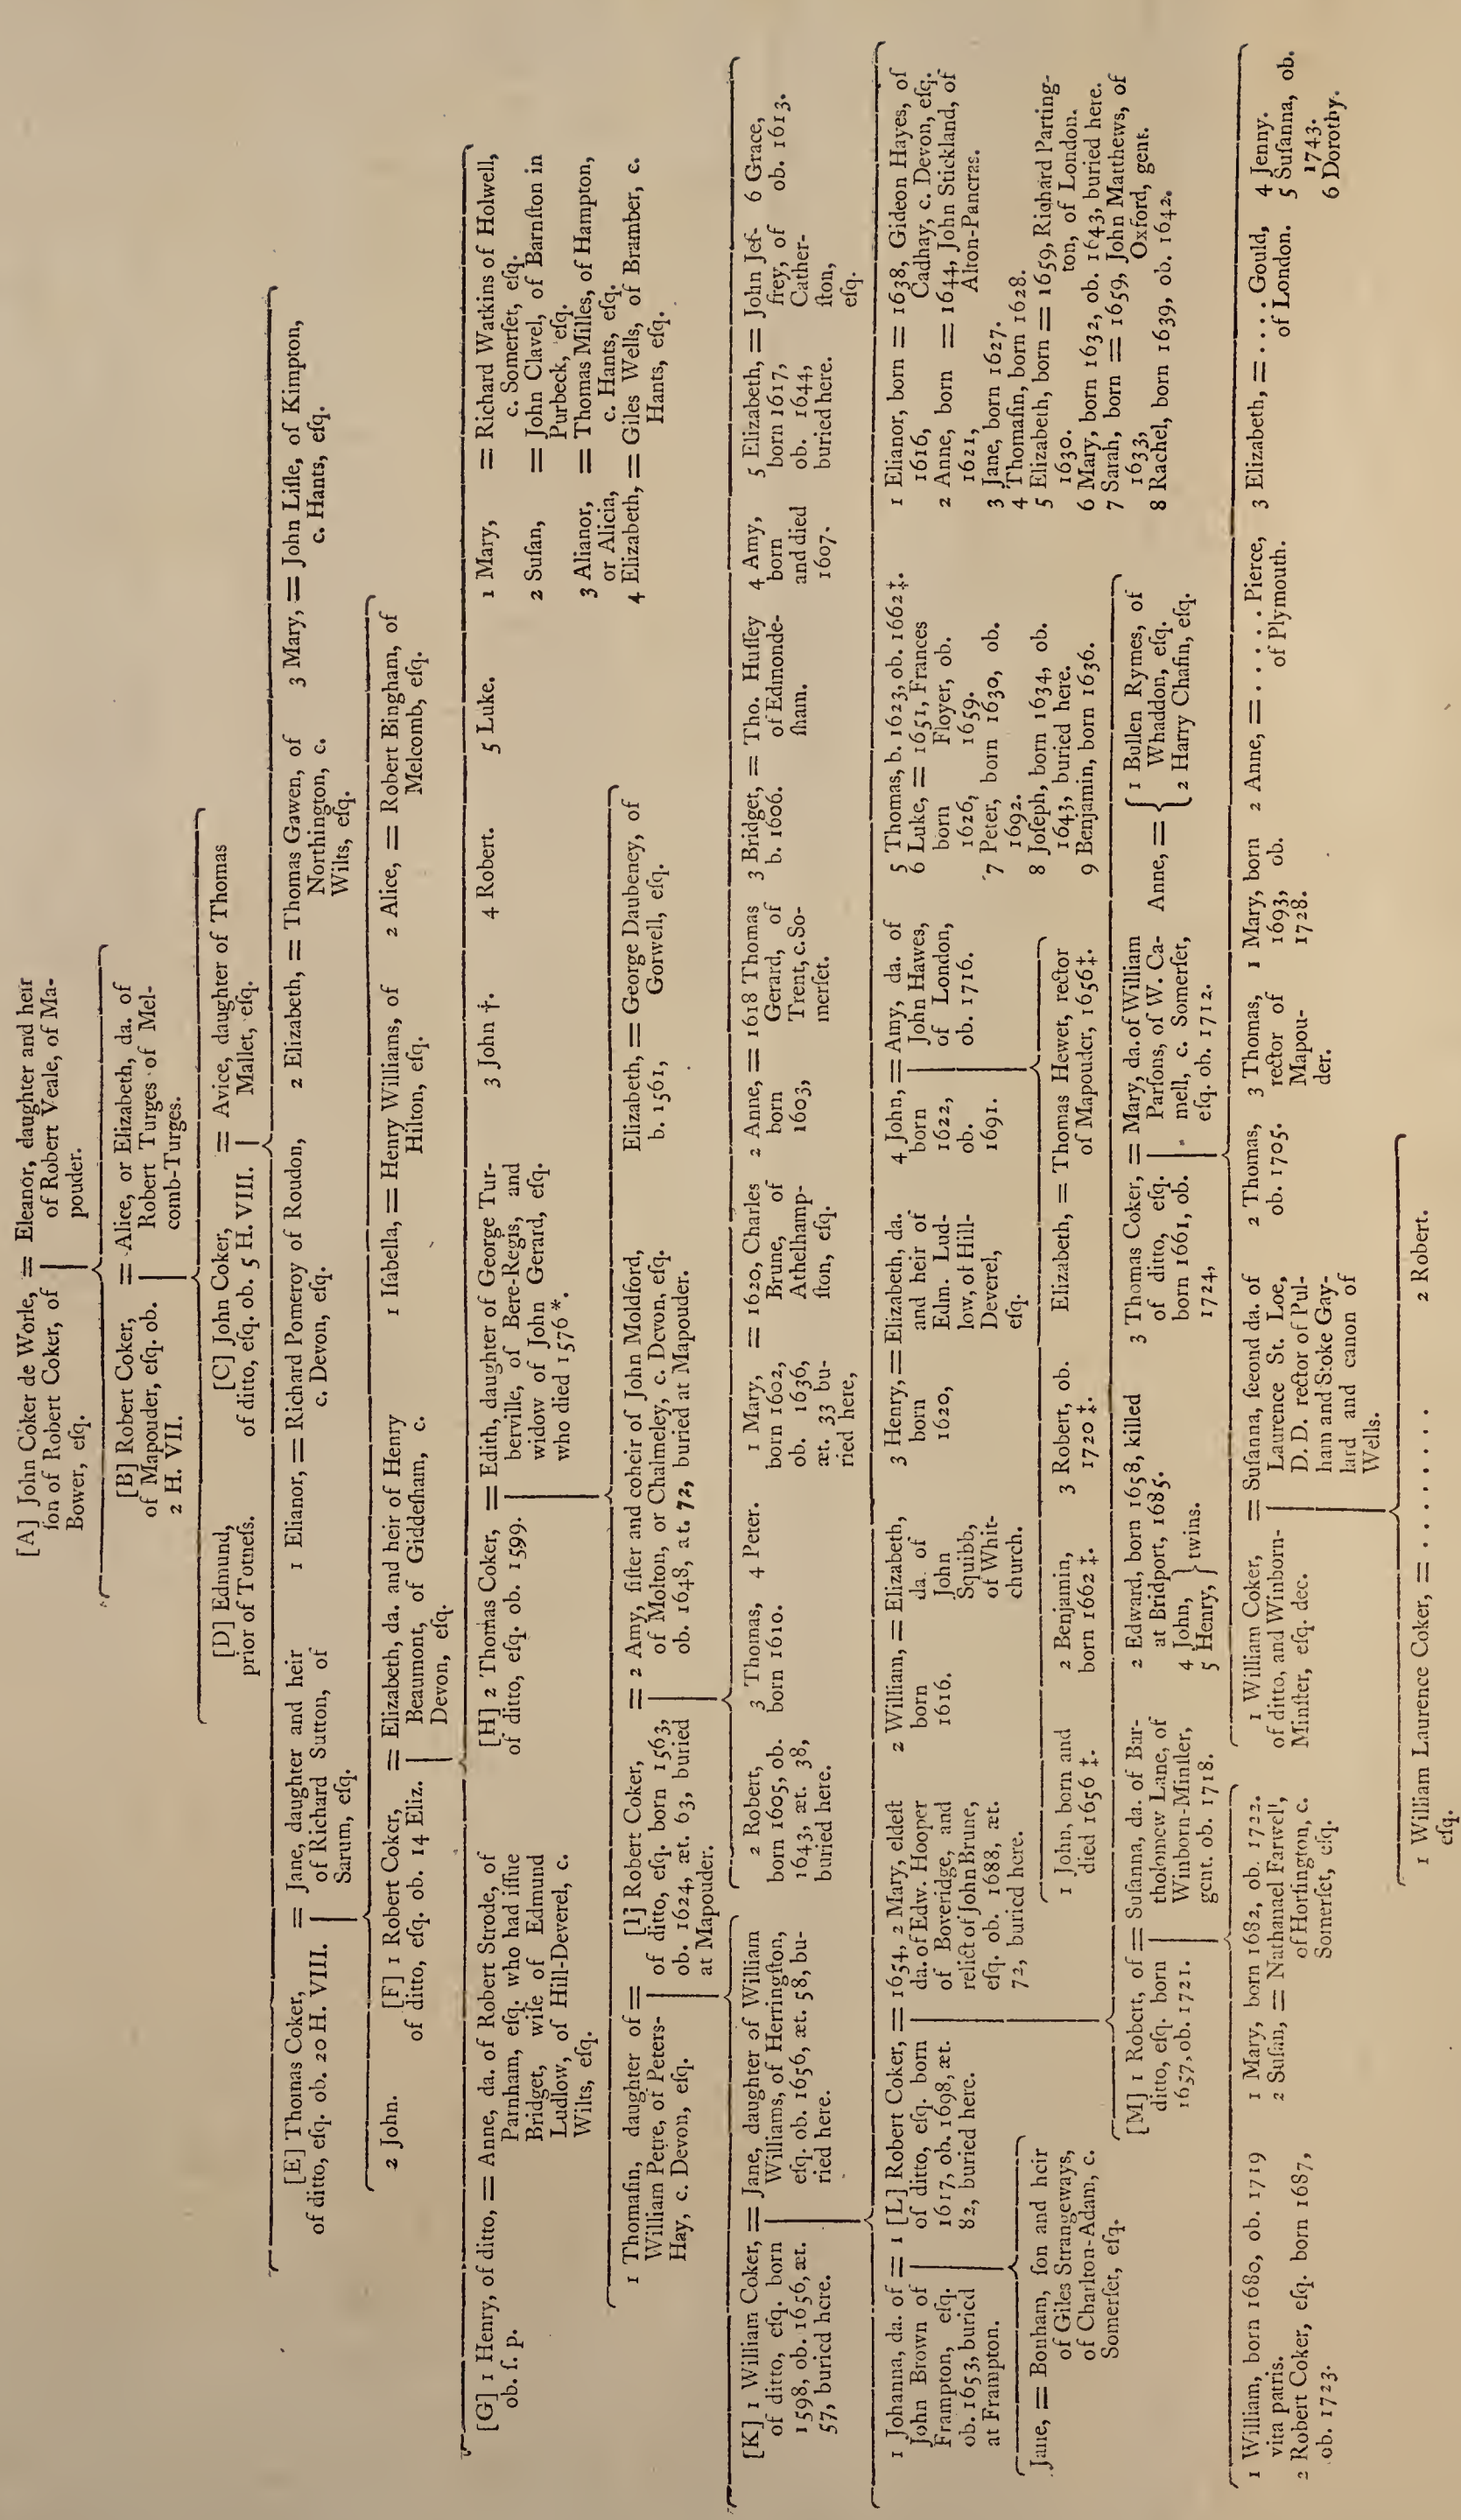 [A] John Coker de Worle, = Eleanor, daughter and heir
ſon of Robert Coker, of
of Robert Veale, of Ma-
Bower, eſq.
pouder.
[B] Robert Coker,
of Mapouder, eſq. ob.
2 H. VII.
= Alice, or Elizabeth, da. of
Robert Turges of Mel-
comb-Turges.
[D] Edmund,
prior of Totneſs.
[C] John Coker,
of ditto, eſq. ob. 5 H. VIII.
= Avice, daughter of Thomas
Mallet, eſq.
[E] Thomas Coker,
of ditto, eſq. ob. 20 H. VIII.
= Jane, daughter and heir
of Richard Sutton, of
Sarum, eſq.
1 Elianor, = Richard Pomeroy of Roudon,
c. Devon, eſq.
2 Elizabeth, = Thomas Gawen, of
Northington, c.
Wilts, eſq.
3 Mary, = John Liſle, of Kimpton,
c. Hants, eſq.
2 John.
[F] 1 Robert Coker,
of ditto, eſq. ob. 14 Eliz.
= Elizabeth, da. and heir of Henry
Beaumont, of Giddeſham, c.
Devon, eſq.
1 Iſabella, = Henry Williams, of
Hilton, eſq.
2 Alice, = Robert Bingham, of
Melcomb, eſq.
[G] 1 Henry, of ditto,
ob. ſ. p.
= Anne, da. of Robert Strode, of
Parnham, eſq. who had iſſue
Bridget, wife of Edmund
Ludlow, of Hill-Deverel, c.
Wilts, eſq.
[H] 2 Thomas Coker,
of ditto, eſq. ob. 1599.
= Edith, daughter of George Tur-
berville, of Bere-Regis, and
widow of John Gerard, eſq.
who died 1576 *.
3 John †.
4 Robert.
5 Luke.
1 Mary, = Richard Watkins of Holwell,
c. Somerſet, eſq.
2 Suſan, = John Clavel, of Barnſton in
Purbeck, eſq.
3 Alianor, = Thomas Milles, of Hampton,
or Alicia, c. Hants, eſq.
4 Elizabeth, = Giles Wells, of Bramber, c.
Hants, eſq.
1 Thomaſin, daughter of =
William Petre, of Peters-
Hay, c. Devon, eſq.
[I] Robert Coker,
of ditto, eſq. born 1563,
ob. 1624, æt. 63, buried
at Mapouder.
= 2 Amy, ſiſter and coheir of John Moldford,
of Molton, or Chalmeley, c. Devon, eſq.
ob. 1648, at. 72, buried at Mapouder.
Elizabeth, = George Daubeney, of
b. 1561, Gorwell, eſq.
[K] 1 William Coker,
of ditto, eſq. born
1598, ob. 1656, æt.
57, buried here.
= Jane, daughter of William
Williams, of Herringſton,
eſq. ob. 1656, æt. 58, bu-
ried here.
2 Robert,
born 1605, ob.
1643, æt. 38,
buried here.
3 Thomas,
born 1610.
4 Peter.
1 Mary,
born 1602,
ob. 1636,
æt. 33 bu-
ried here,
= 1620, Charles
Brune, of
Athelhamp-
ſton, eſq.
2 Anne,
born
1603,
= 1618 Thomas
Gerard, of
Trent, c. So-
merſet.
3 Bridget,
b. 1606.
= Tho. Huſſey
of Edmonde-
ſham.
4 Amy,
born
and died
1607.
5 Elizabeth,
born 1617,
ob. 1644,
buried here.
= John Jef-
frey, of
Cather-
ſton,
eſq.
6 Grace,
ob. 1613.
1 Johanna, da. of =
John Brown of
Frampton, eſq.
ob. 1653, buried
at Frampton.
1 [L] Robert Coker,
of ditto, eſq. born
1617, ob. 1698, æt.
82, buried here.
= 1654, 2 Mary, eldeſt
da. of Edw. Hooper
of Boveridge, and
relict of John Brune,
eſq. ob. 1688, æt.
72, buried here.
2 William,
born
1616.
= Elizabeth,
da. of
John
Squibb,
of Whit-
church.
3 Henry,
born
1620,
= Elizabeth, da.
and heir of
Edm. Lud-
low, of Hill-
Deverel,
eſq.
4 John,
born
1622,
ob.
1691.
= Amy, da. of
John Hawes,
of London,
ob. 1716.
5 Thomas, b. 1623, ob. 1662‡.
6 Luke, = 1651, Frances
born Floyer, ob.
1626, 1659.
7 Peter, born 1630, ob.
1692.
8 Joſeph, born 1634, ob.
1643, buried here.
9 Benjamin, born 1636.
1 Elianor, born = 1638, Gideon Hayes, of
1616, Cadhay, c. Devon, eſq.
2 Anne, born = 1644, John Stickland, of
1621, Alton-Pancras.
3 Jane, born 1627.
4 Thomaſin, born 1628.
5 Elizabeth, born = 1659, Richard Parting-
1630. ton, of London.
6 Mary, born 1632, ob. 1643, buried here.
7 Sarah, born = 1659, John Matthews, of
1633, Oxford, gent.
8 Rachel, born 1639, ob. 1642.
Jane, = Bonham, ſon and heir
of Giles Strangeways,
of Charlton-Adam, c.
Somerſet, eſq.
1 John, born and
died 1656 ‡.
2 Benjamin,
born 1662 ‡.
3 Robert, ob.
1720 ‡.
Elizabeth, = Thomas Hewet, rector
of Mapouder, 1656‡.
[M] 1 Robert, of
ditto, eſq. born
1657, ob. 1721.
= Suſanna, da. of Bar-
tholomew Lane, of
Winborn-Minſter,
gent. ob. 1718.
2 Edward, born 1658, killed
at Bridport, 1685.
4 John, } twins.
5 Henry,
3 Thomas Coker,
of ditto, eſq.
born 1661, ob.
1724,
= Mary, da. of William
Parſons, of W. Ca-
mell, c. Somerſet,
eſq. ob. 1712.
Anne, = { 1 Bullen Rymes, of
Whaddon, eſq.
2 Harry Chafin, eſq.
1 William, born 1680, ob. 1719
vita patris.
2 Robert Coker, eſq. born 1687,
ob. 1723.
1 Mary, born 1682, ob. 1722.
2 Suſan, = Nathanael Farwell,
of Horſington, c.
Somerſet, eſq.
1 William Coker,
of ditto, and Winborn-
Minſter, eſq. dec.
= Suſanna, ſecond da. of
Laurence St. Loe,
D. D. rector of Pul-
ham and Stoke Gay-
lard and canon of
Wells.
2 Thomas,
ob. 1705.
3 Thomas,
rector of
Mapou-
der.
1 Mary, born
1693, ob.
1728.
2 Anne, = ..... Pierce,
of Plymouth.
3 Elizabeth, = .... Gould,
of London.
4 Jenny.
5 Suſanna, ob.
1743.
6 Dorothy.
1 William Laurence Coker, = ........
eſq.
2 Robert.